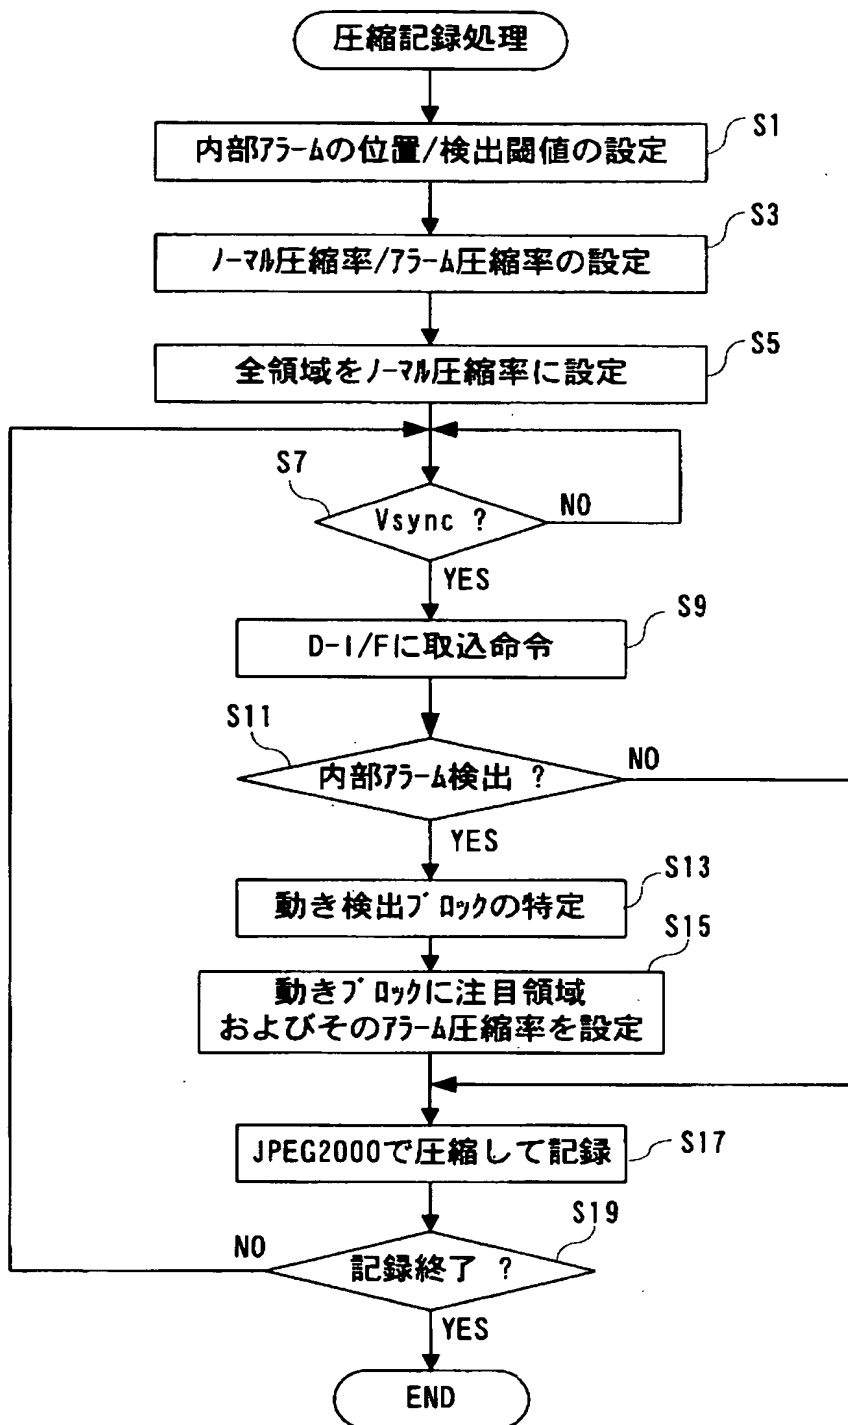 圧縮記録処理
内部ｱﾗｰﾑの位置/検出閾値の設定
S1
ﾉｰﾏﾙ圧縮率/ｱﾗｰﾑ圧縮率の設定
S3
全領域をﾉｰﾏﾙ圧縮率に設定
S5
S7
Vsync ?
NO
YES
D-I/Fに取込命令
S9
S11
内部ｱﾗｰﾑ検出 ?
NO
YES
動き検出ﾌﾞﾛｯｸの特定
S13
動きﾌﾞﾛｯｸに注目領域
およびそのｱﾗｰﾑ圧縮率を設定
S15
JPEG2000で圧縮して記録
S17
記録終了 ?
S19
NO
YES
END